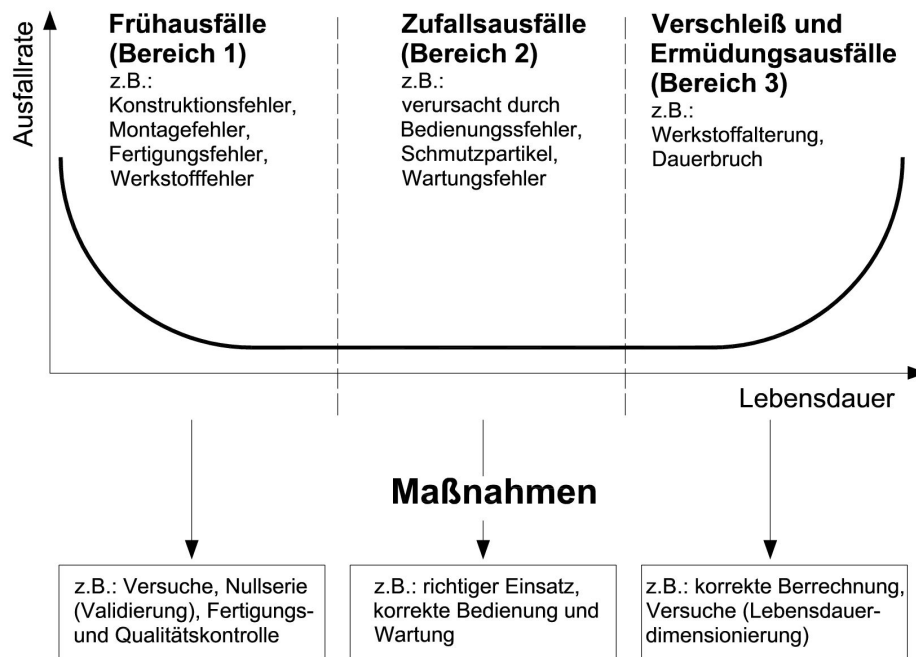 Ausfallrate
Frühausfälle
(Bereich 1)
z.B.:
Konstruktionsfehler,
Montagefehler,
Fertigungsfehler,
Werkstofffehler
Zufallsausfälle
(Bereich 2)
z.B.:
verursacht durch
Bedienungssfehler,
Schmutzpartikel,
Wartungsfehler
Verschleiß und
Ermüdungsausfälle
(Bereich 3)
z.B.:
Werkstoffalterung,
Dauerbruch
Lebensdauer
Maßnahmen
z.B.: Versuche, Nullserie
(Validierung), Fertigungs-
und Qualitätskontrolle
z.B.: richtiger Einsatz,
korrekte Bedienung und
Wartung
z.B.: korrekte Berrechnung,
Versuche (Lebensdauer-
dimensionierung)